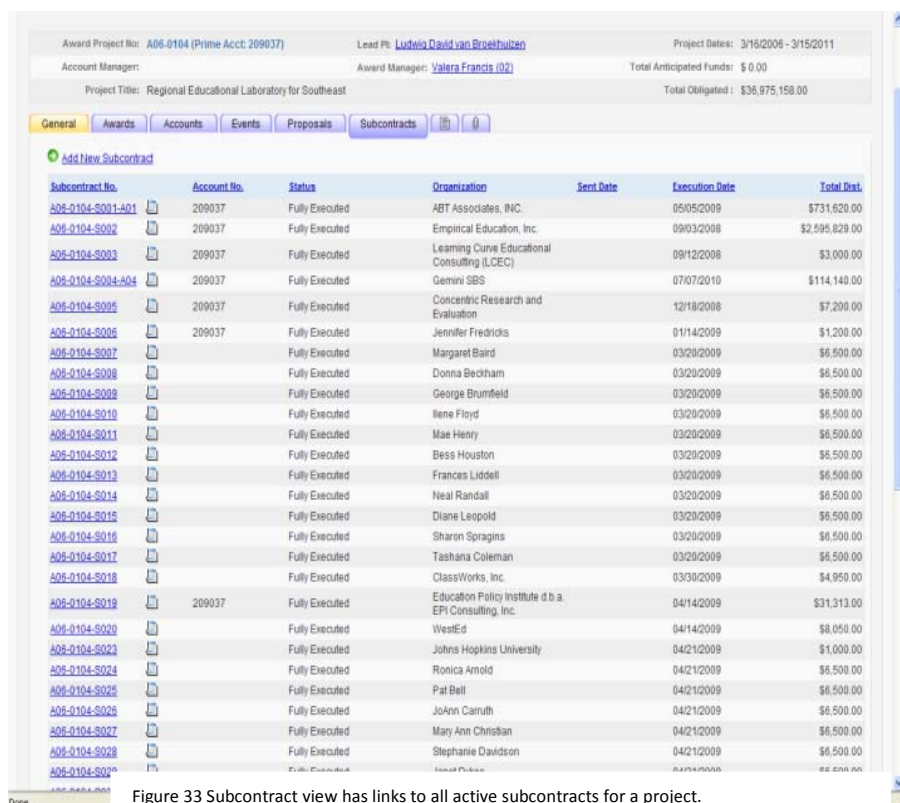 Award Project No: A06-0104 (Prime Acct: 209037) Lead PI: Ludwig David van Broekhuizen Project Dates: 3/16/2006 - 3/15/2011
Account Manager: Award Manager: Valera Francis (02) Total Anticipated Funds: $ 0.00
Project Title: Regional Educational Laboratory for Southeast Total Obligated : $36,975,158.00
General Awards Accounts Events Proposals Subcontracts
Add New Subcontract
Subcontract No. Account No. Status Organization Sent Date Execution Date Total Dist.
A06-0104-S001-A01 209037 Fully Executed ABT Associates, INC. 05/05/2009 $731,620.00
A06-0104-S002 209037 Fully Executed Empirical Education, Inc. 09/03/2008 $2,595,829.00
A06-0104-S003 209037 Fully Executed Learning Curve Educational Consulting (LCEC) 09/12/2008 $3,000.00
A06-0104-S004-A04 209037 Fully Executed Gemini SBS 07/07/2010 $114,140.00
A06-0104-S005 209037 Fully Executed Concentric Research and Evaluation 12/18/2008 $7,200.00
A06-0104-S006 209037 Fully Executed Jennifer Fredricks 01/14/2009 $1,200.00
A06-0104-S007 Fully Executed Margaret Baird 03/20/2009 $6,500.00
A06-0104-S008 Fully Executed Donna Beckham 03/20/2009 $6,500.00
A06-0104-S009 Fully Executed George Brumfield 03/20/2009 $6,500.00
A06-0104-S010 Fully Executed Ilene Floyd 03/20/2009 $6,500.00
A06-0104-S011 Fully Executed Mae Henry 03/20/2009 $6,500.00
A06-0104-S012 Fully Executed Bess Houston 03/20/2009 $6,500.00
A06-0104-S013 Fully Executed Frances Liddell 03/20/2009 $6,500.00
A06-0104-S014 Fully Executed Neal Randall 03/20/2009 $6,500.00
A06-0104-S015 Fully Executed Diane Leopold 03/20/2009 $6,500.00
A06-0104-S016 Fully Executed Sharon Spragins 03/20/2009 $6,500.00
A06-0104-S017 Fully Executed Tashana Coleman 03/20/2009 $6,500.00
A06-0104-S018 Fully Executed ClassWorks, Inc. 03/30/2009 $4,950.00
A06-0104-S019 209037 Fully Executed Education Policy Institute d.b.a. EPI Consulting, Inc. 04/14/2009 $31,313.00
A06-0104-S020 Fully Executed WestEd 04/14/2009 $8,050.00
A06-0104-S023 Fully Executed Johns Hopkins University 04/21/2009 $1,000.00
A06-0104-S024 Fully Executed Ronica Arnold 04/21/2009 $6,500.00
A06-0104-S025 Fully Executed Pat Bell 04/21/2009 $6,500.00
A06-0104-S026 Fully Executed JoAnn Carruth 04/21/2009 $6,500.00
A06-0104-S027 Fully Executed Mary Ann Christian 04/21/2009 $6,500.00
A06-0104-S028 Fully Executed Stephanie Davidson 04/21/2009 $6,500.00
A06-0104-S029 Fully Executed 04/21/2009 $6,500.00
Done
Figure 33 Subcontract view has links to all active subcontracts for a project.